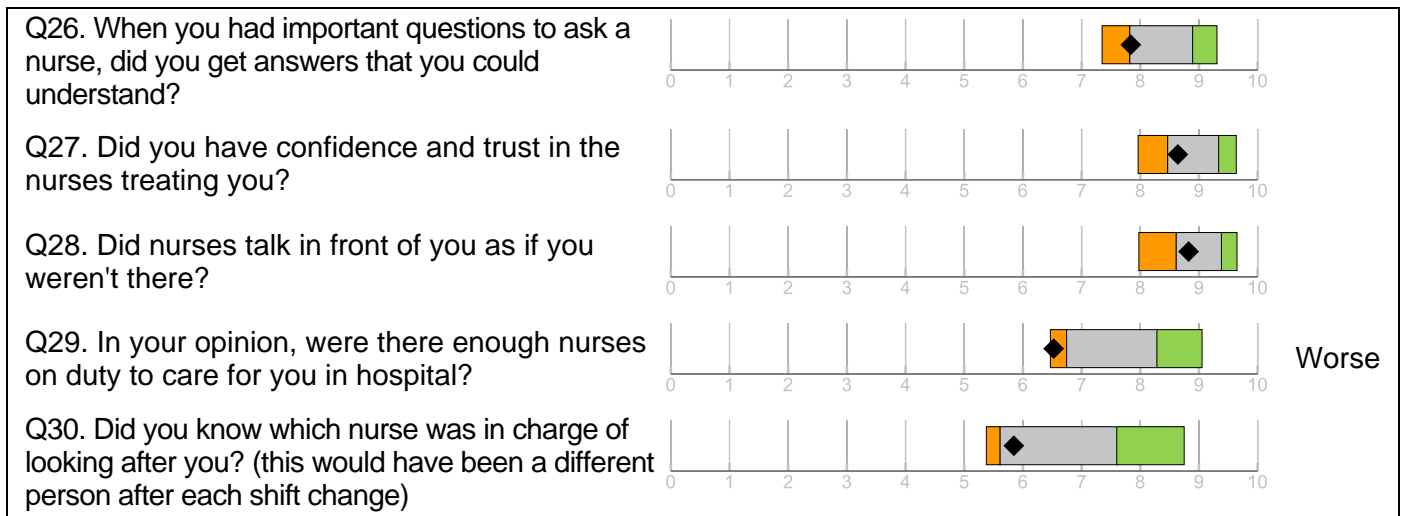 Q26. When you had important questions to ask a
nurse, did you get answers that you could
understand?
0 1 2 3 4 5 6 7 8 9 10
Q27. Did you have confidence and trust in the
nurses treating you?
0 1 2 3 4 5 6 7 8 9 10
Q28. Did nurses talk in front of you as if you
weren't there?
0 1 2 3 4 5 6 7 8 9 10
Q29. In your opinion, were there enough nurses
on duty to care for you in hospital?
0 1 2 3 4 5 6 7 8 9 10
Worse
Q30. Did you know which nurse was in charge of
looking after you? (this would have been a different
person after each shift change)
0 1 2 3 4 5 6 7 8 9 10